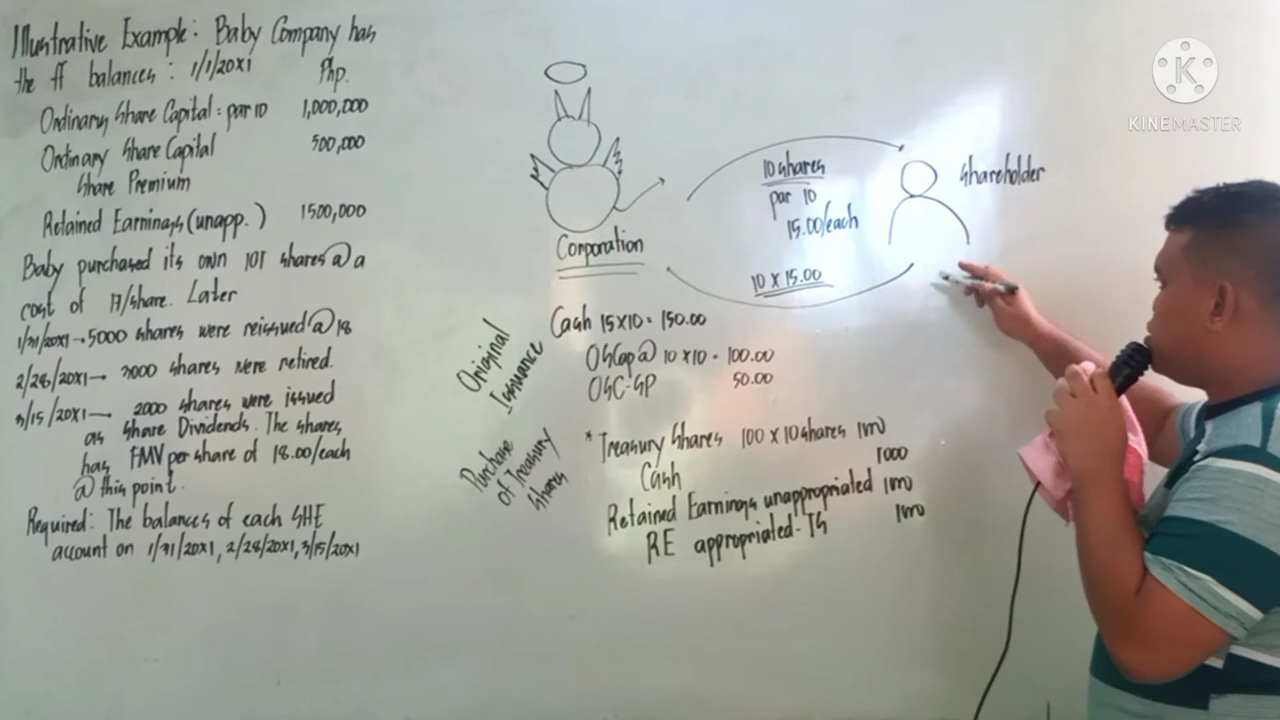 Illustrative Example: Baby Company has
the ff balances: 1/1/20x1 Php.
Ordinary Share Capital: par 10 1,000,000
Ordinary Share Capital 500,000
Share Premium
Retained Earnings (unapp.) 1500,000
Baby purchased its own 10T shares @ a
cost of 17/share. Later
1/31/20x1 → 5000 shares were reissued @ 18
2/28/20x1 → 3000 shares were retired.
3/15/20x1 → 2000 shares were issued
as share Dividends. The shares
has FMV per share of 18.00/each
@ this point.
Required: The balances of each SHE
account on 1/31/20x1, 2/28/20x1, 3/15/20x1
Corporation
10 shares
par 10
15.00/each
10 x 15.00
shareholder
Original
Issuance
Cash 15x10 = 150.00
OSCap @ 10 x 10 = 100.00
OSC-SP 50.00
Purchase
of Treasury
Shares
* Treasury Shares 100 x 10 shares 1000
Cash 1000
Retained Earnings unappropriated 1000
RE appropriated - TS 1000
K
KINEMASTER